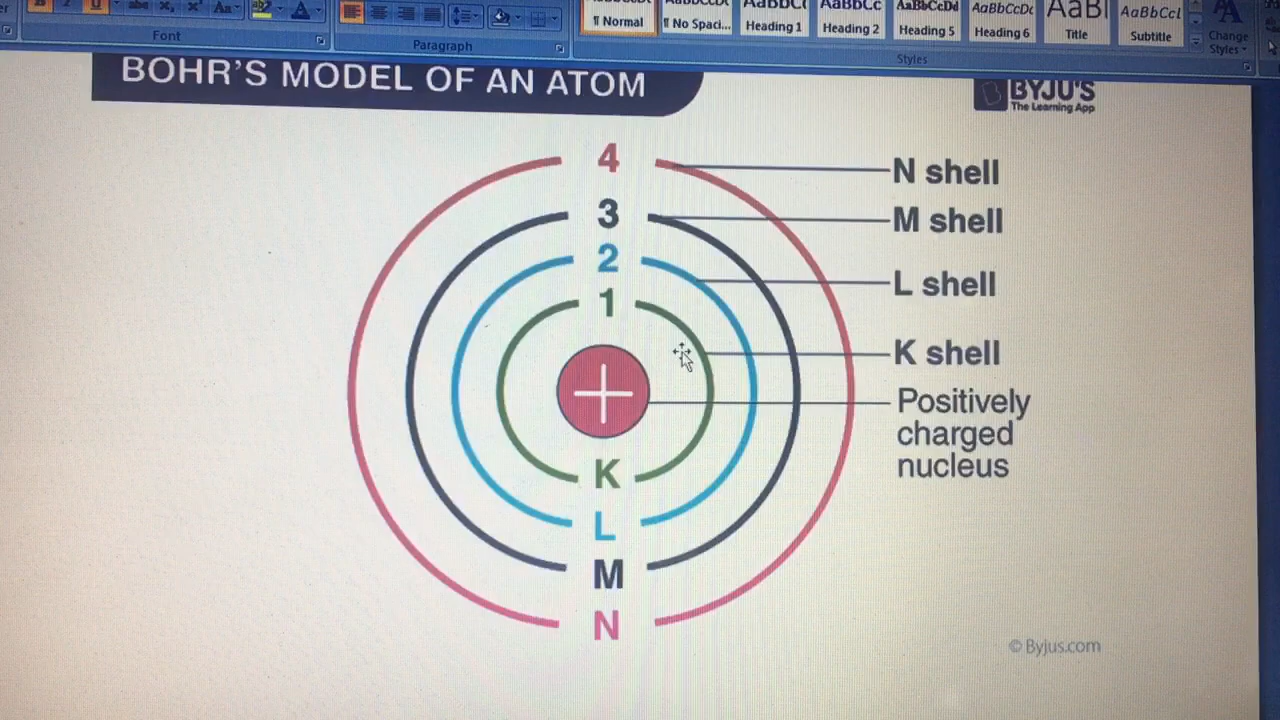 Font
Paragraph
Styles
¶ Normal
¶ No Spaci...
Heading 1
Heading 2
Heading 5
Heading 6
Title
Subtitle
Change
Styles
BOHR'S MODEL OF AN ATOM
BYJU'S
The Learning App
4
3
2
1
N shell
M shell
L shell
K shell
Positively
charged
nucleus
K
L
M
N
© Byjus.com